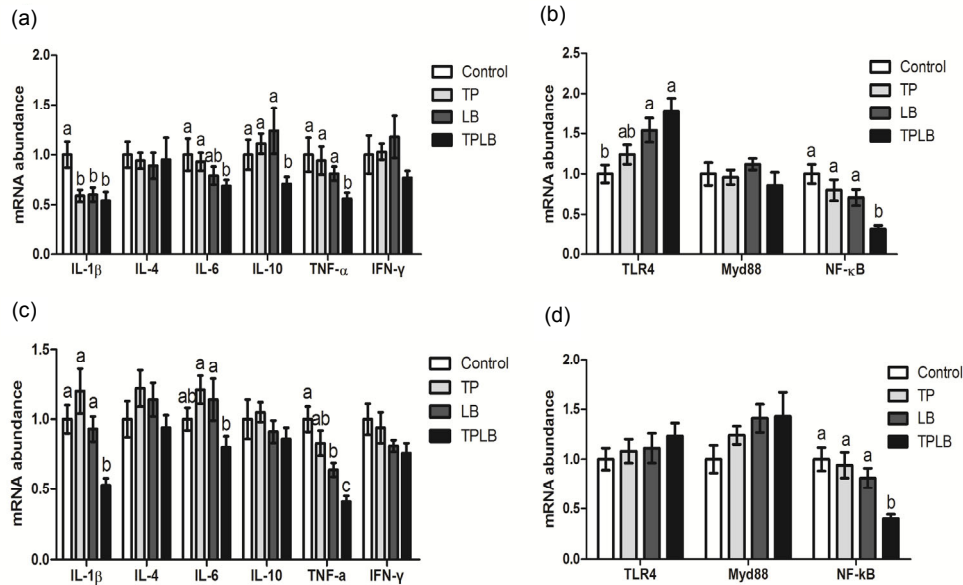 (a)
mRNA abundance
2.0
1.5
1.0
0.5
0.0
a b b b
a a ab b
a a a b
a a a b
IL-1β IL-4 IL-6 IL-10 TNF-α IFN-γ
Control
TP
LB
TPLB
(b)
mRNA abundance
2.5
2.0
1.5
1.0
0.5
0.0
b ab a a
a a a b
TLR4 Myd88 NF-κB
Control
TP
LB
TPLB
(c)
mRNA abundance
1.5
1.0
0.5
0.0
a a a b
ab a a b
a ab b c
IL-1β IL-4 IL-6 IL-10 TNF-a IFN-γ
Control
TP
LB
TPLB
(d)
mRNA abundance
2.0
1.5
1.0
0.5
0.0
a a a b
TLR4 Myd88 NF-kB
Control
TP
LB
TPLB